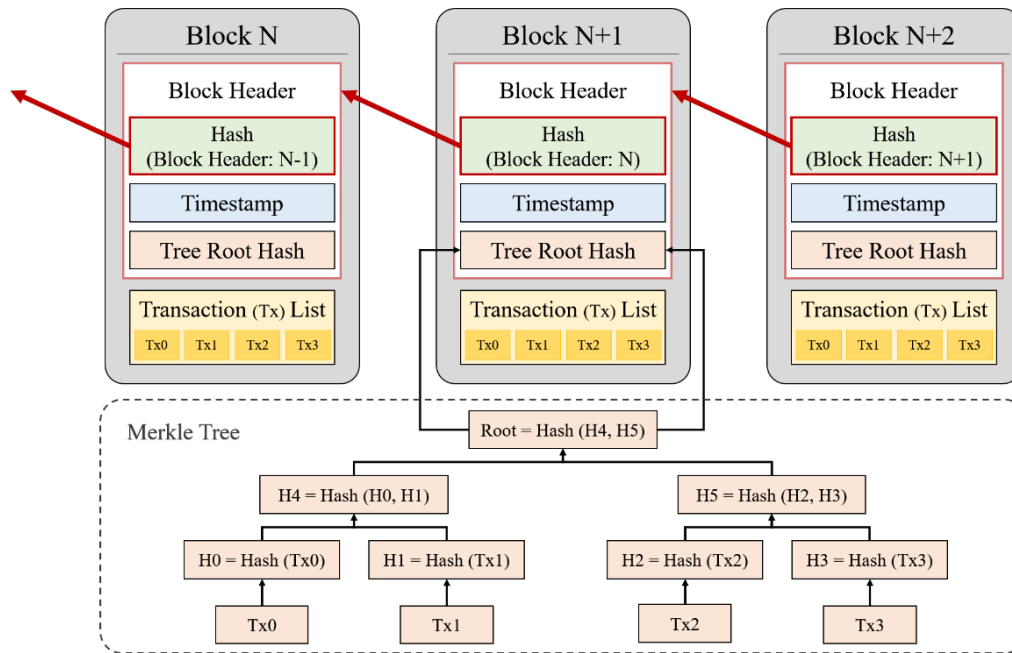 Block N
Block Header
Hash
(Block Header: N-1)
Timestamp
Tree Root Hash
Transaction (Tx) List
Tx0 Tx1 Tx2 Tx3
Block N+1
Block Header
Hash
(Block Header: N)
Timestamp
Tree Root Hash
Transaction (Tx) List
Tx0 Tx1 Tx2 Tx3
Block N+2
Block Header
Hash
(Block Header: N+1)
Timestamp
Tree Root Hash
Transaction (Tx) List
Tx0 Tx1 Tx2 Tx3
Merkle Tree
Root = Hash (H4, H5)
H4 = Hash (H0, H1)
H5 = Hash (H2, H3)
H0 = Hash (Tx0)
H1 = Hash (Tx1)
H2 = Hash (Tx2)
H3 = Hash (Tx3)
Tx0
Tx1
Tx2
Tx3